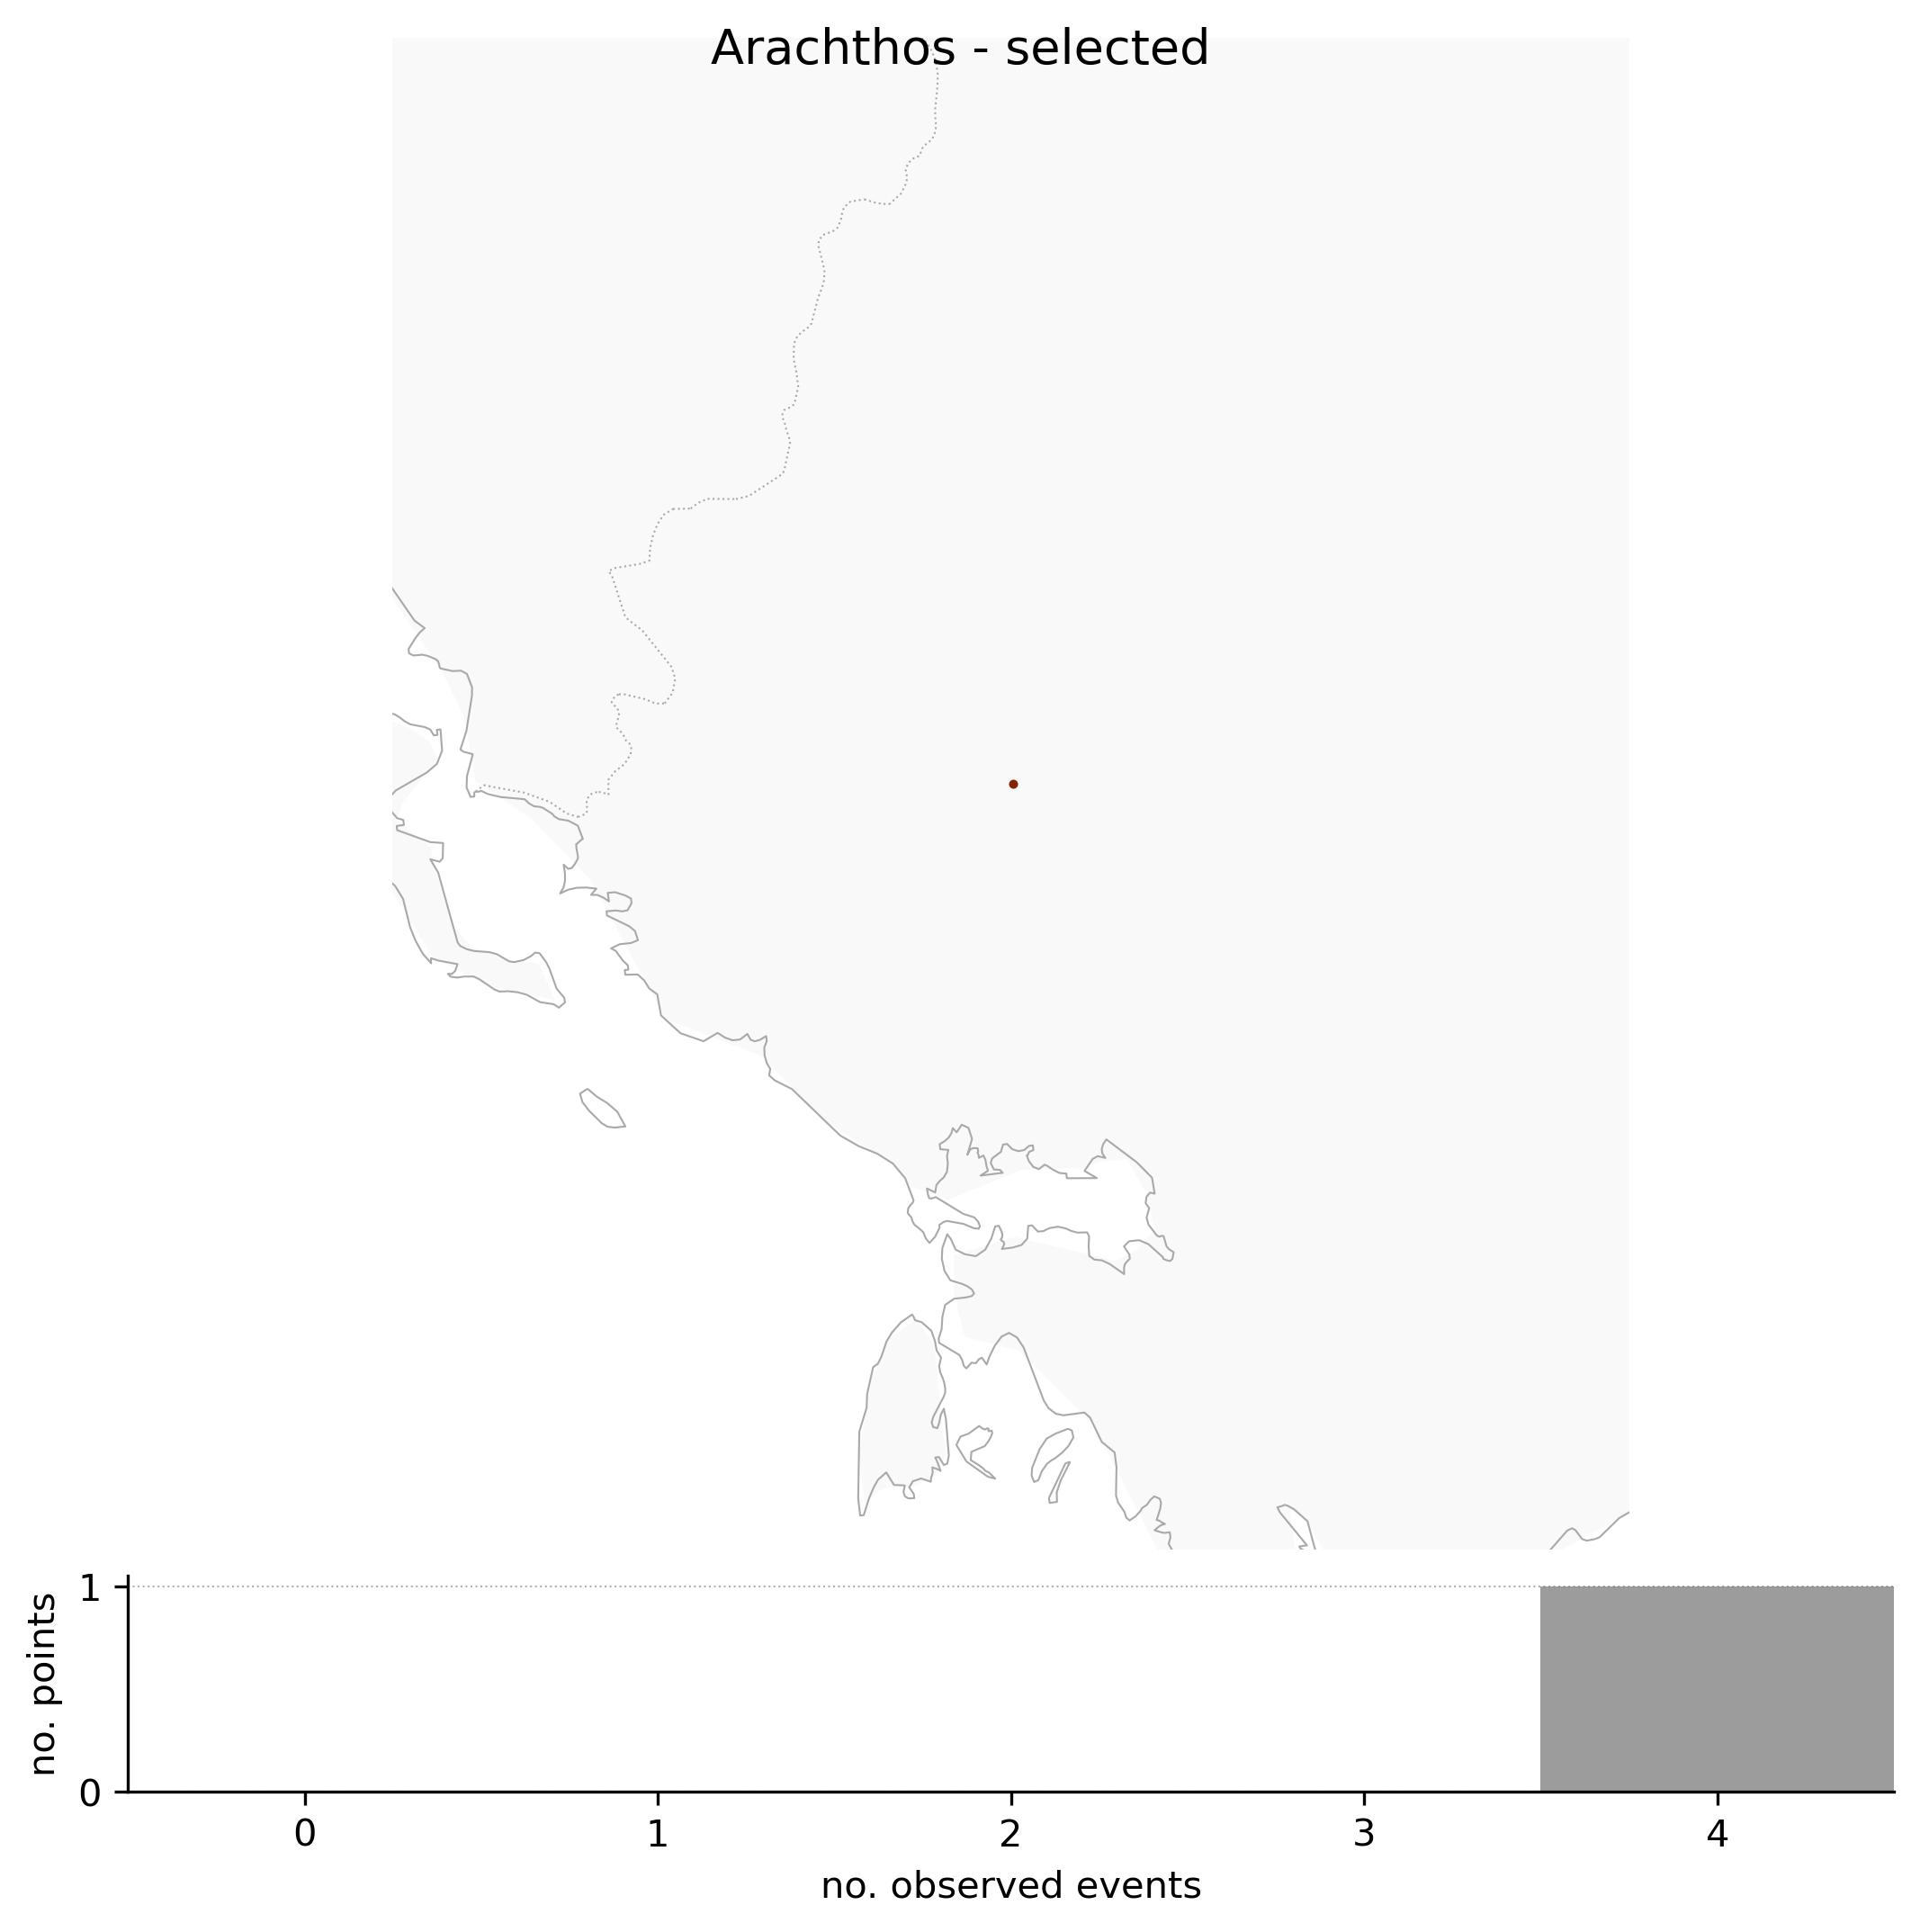 Arachthos - selected
1
0
no. points
0 1 2 3 4
no. observed events